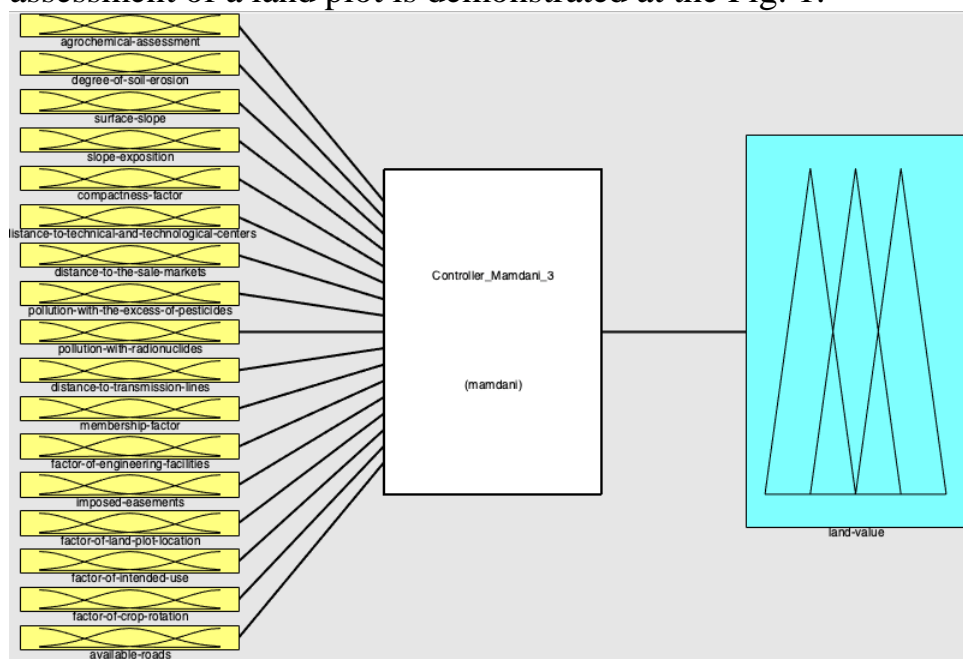 assessment of a land plot is demonstrated at the Fig. 1.
agrochemical-assessment
degree-of-soil-erosion
surface-slope
slope-exposition
compactness-factor
distance-to-technical-and-technological-centers
distance-to-the-sale-markets
pollution-with-the-excess-of-pesticides
pollution-with-radionuclides
distance-to-transmission-lines
membership-factor
factor-of-engineering-facilities
imposed-easements
factor-of-land-plot-location
factor-of-intended-use
factor-of-crop-rotation
available-roads
Controller_Mamdani_3
(mamdani)
land-value